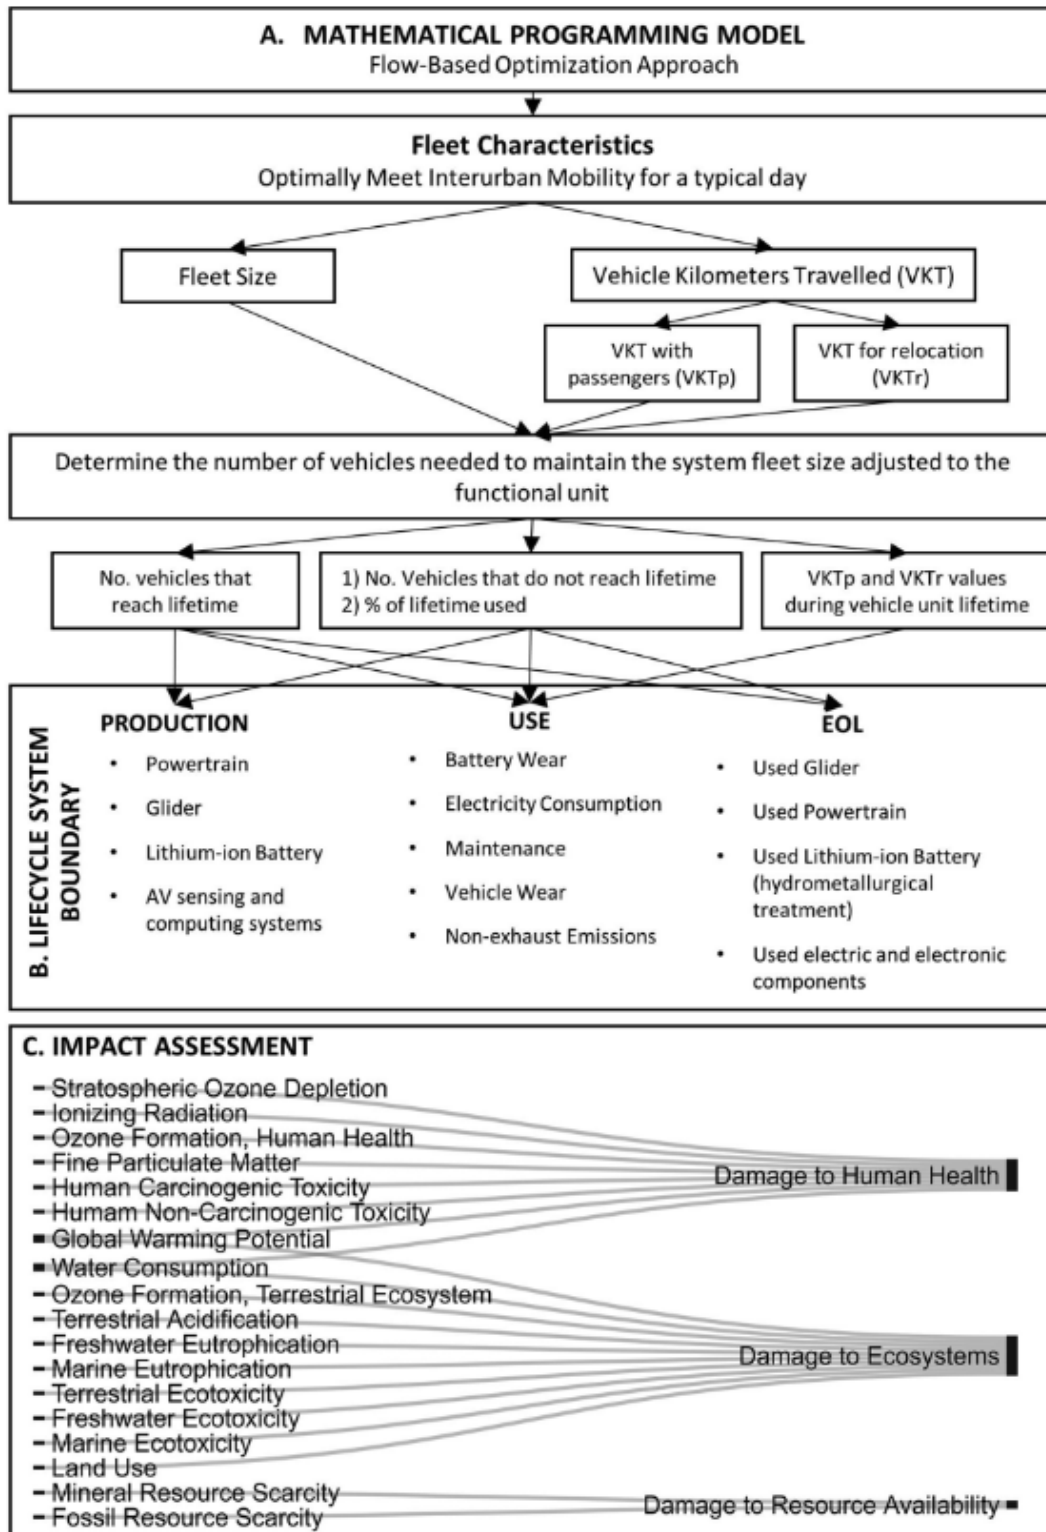 A. MATHEMATICAL PROGRAMMING MODEL
Flow-Based Optimization Approach
Fleet Characteristics
Optimally Meet Interurban Mobility for a typical day
Fleet Size
Vehicle Kilometers Travelled (VKT)
VKT with
passengers (VKTp)
VKT for relocation
(VKTr)
Determine the number of vehicles needed to maintain the system fleet size adjusted to the
functional unit
No. vehicles that
reach lifetime
1) No. Vehicles that do not reach lifetime
2) % of lifetime used
VKTp and VKTr values
during vehicle unit lifetime
B. LIFECYCLE SYSTEM
BOUNDARY
PRODUCTION
• Powertrain
• Glider
• Lithium-ion Battery
• AV sensing and
computing systems
USE
• Battery Wear
• Electricity Consumption
• Maintenance
• Vehicle Wear
• Non-exhaust Emissions
EOL
• Used Glider
• Used Powertrain
• Used Lithium-ion Battery
(hydrometallurgical
treatment)
• Used electric and electronic
components
C. IMPACT ASSESSMENT
Stratospheric Ozone Depletion
Ionizing Radiation
Ozone Formation, Human Health
Fine Particulate Matter
Human Carcinogenic Toxicity
Humam Non-Carcinogenic Toxicity
Global Warming Potential
Water Consumption
Ozone Formation, Terrestrial Ecosystem
Terrestrial Acidification
Freshwater Eutrophication
Marine Eutrophication
Terrestrial Ecotoxicity
Freshwater Ecotoxicity
Marine Ecotoxicity
Land Use
Mineral Resource Scarcity
Fossil Resource Scarcity
Damage to Human Health
Damage to Ecosystems
Damage to Resource Availability